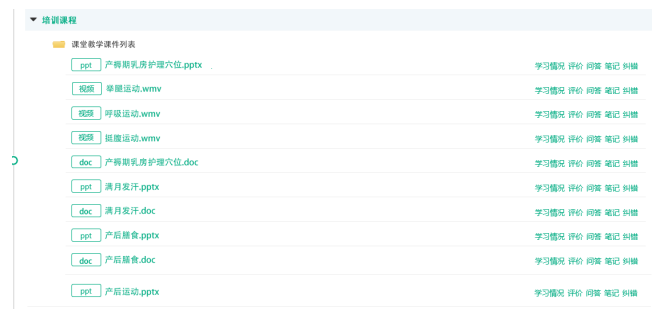 培训课程
课堂教学课件列表
ppt 产褥期乳房护理穴位.pptx 学习情况 评价 问答 笔记 纠错
视频 举腿运动.wmv 学习情况 评价 问答 笔记 纠错
视频 呼吸运动.wmv 学习情况 评价 问答 笔记 纠错
视频 挺腹运动.wmv 学习情况 评价 问答 笔记 纠错
doc 产褥期乳房护理穴位.doc 学习情况 评价 问答 笔记 纠错
ppt 满月发汗.pptx 学习情况 评价 问答 笔记 纠错
doc 满月发汗.doc 学习情况 评价 问答 笔记 纠错
ppt 产后膳食.pptx 学习情况 评价 问答 笔记 纠错
doc 产后膳食.doc 学习情况 评价 问答 笔记 纠错
ppt 产后运动.pptx 学习情况 评价 问答 笔记 纠错